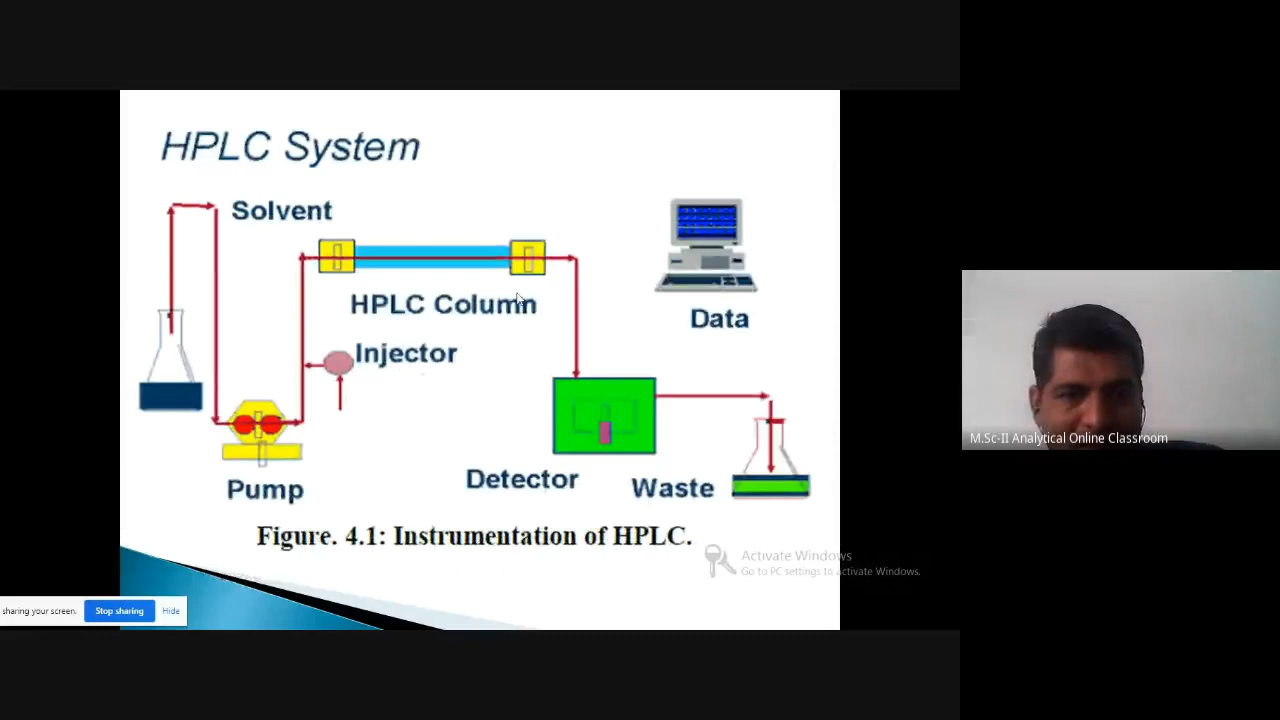 HPLC System
Solvent
HPLC Column
Data
Injector
Detector
Waste
Pump
Figure. 4.1: Instrumentation of HPLC.
Activate Windows
Go to PC settings to activate Windows.
sharing your screen.
Stop sharing
Hide
M.Sc-II Analytical Online Classroom